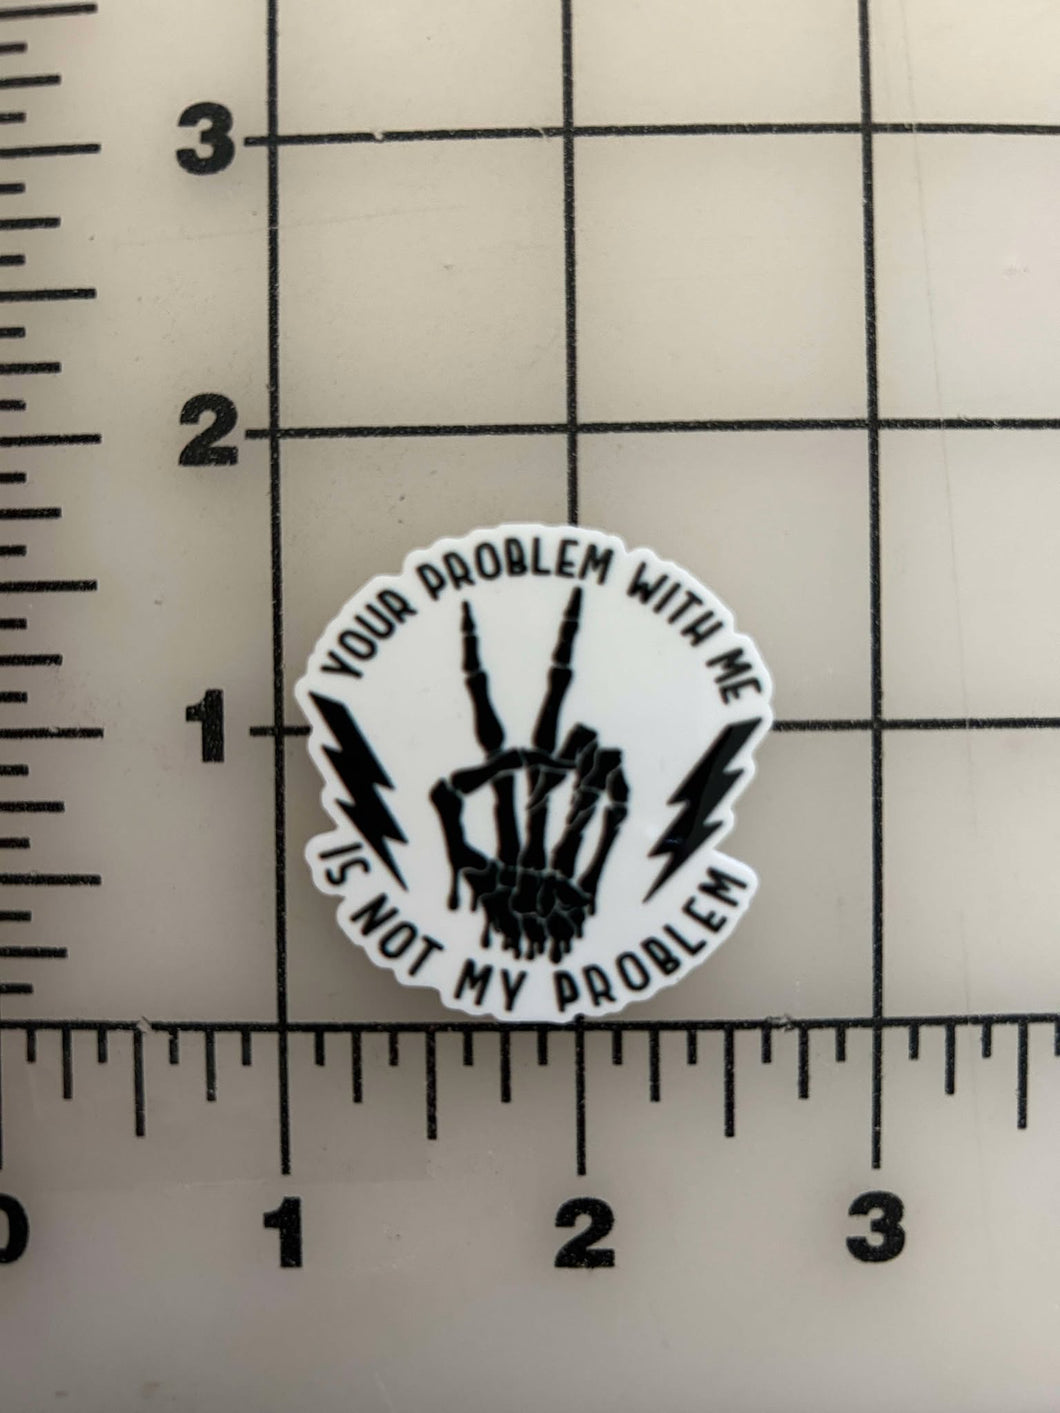 3
2
1
YOUR PROBLEM WITH ME
IS NOT MY PROBLEM
0 1 2 3